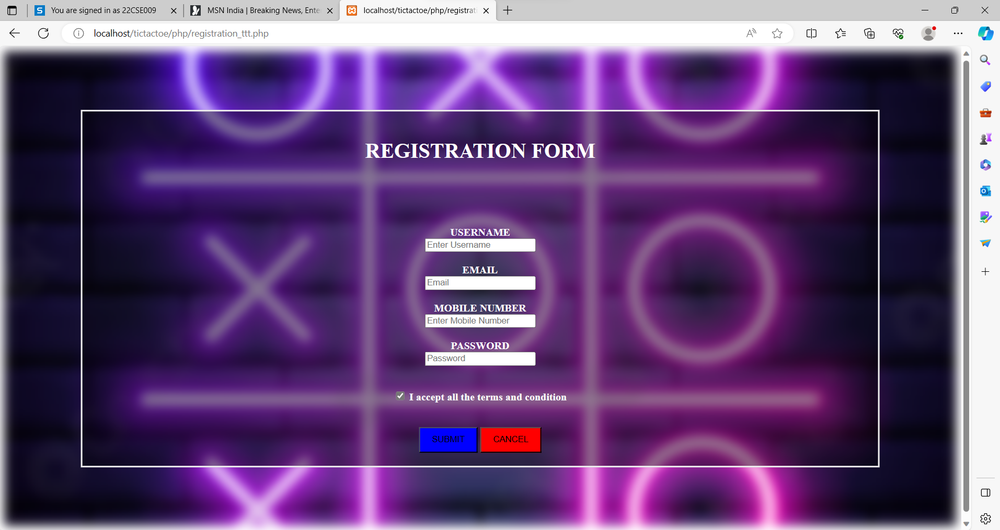 You are signed in as 22CSE009
MSN India | Breaking News, Ente
localhost/tictactoe/php/registrati
localhost/tictactoe/php/registration_ttt.php
REGISTRATION FORM
USERNAME
Enter Username
EMAIL
Email
MOBILE NUMBER
Enter Mobile Number
PASSWORD
Password
I accept all the terms and condition
SUBMIT CANCEL